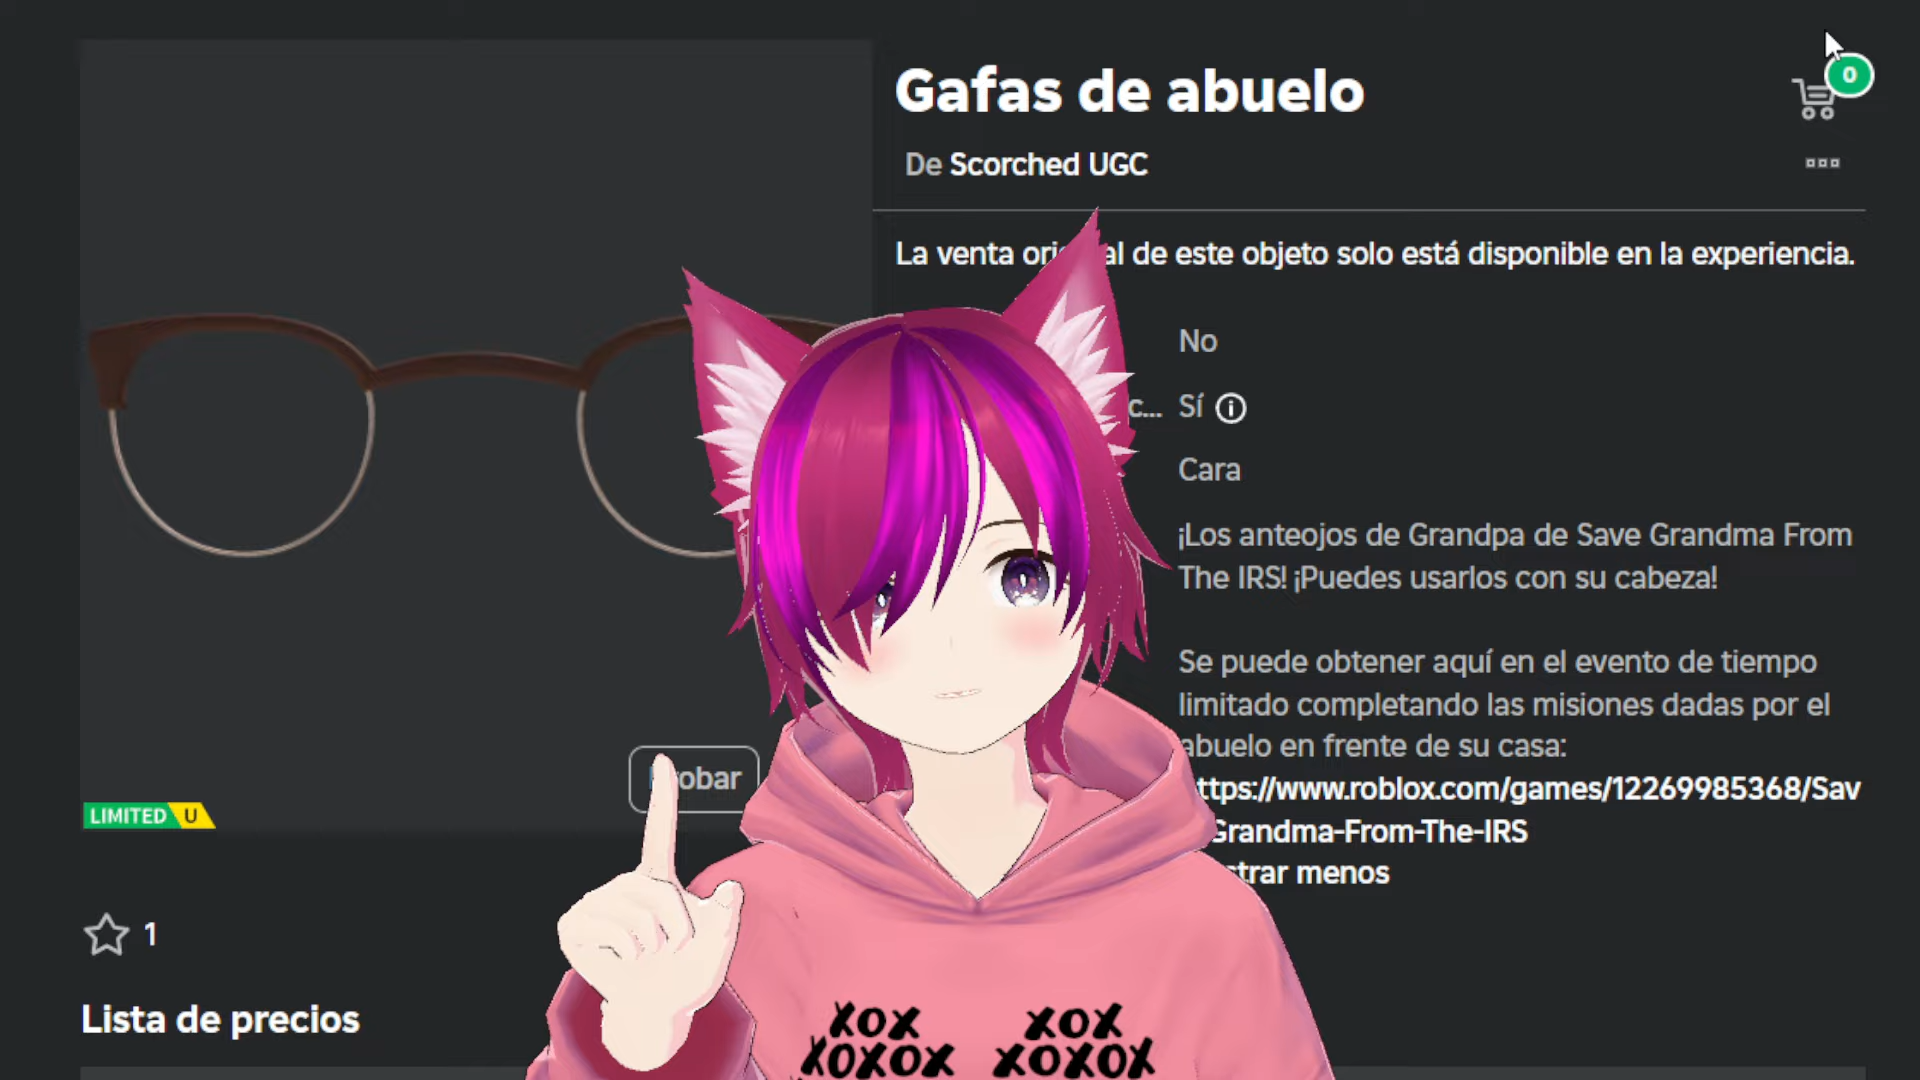 Gafas de abuelo
0
De Scorched UGC
La venta de este objeto solo está disponible en la experiencia.
No
c... Sí
Cara
¡Los anteojos de Grandpa de Save Grandma From
The IRS! ¡Puedes usarlos con su cabeza!
Se puede obtener aquí en el evento de tiempo
limitado completando las misiones dadas por el
abuelo en frente de su casa:
ttps://www.roblox.com/games/12269985368/Sav
Grandma-From-The-IRS
menos
LIMITED U
1
Lista de precios
XOX XOX
XOXOX XOXOX